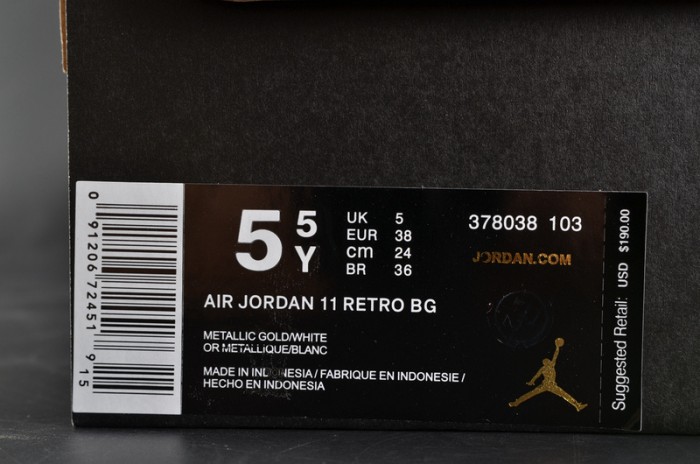 0 91206 72451 9 15
5 5 Y
UK 5
EUR 38
cm 24
BR 36
378038 103
JORDAN.COM
AIR JORDAN 11 RETRO BG
METALLIC GOLD/WHITE
OR METALLIQUE/BLANC
MADE IN INDONESIA / FABRIQUE EN INDONESIE /
HECHO EN INDONESIA
Suggested Retail: USD $190.00